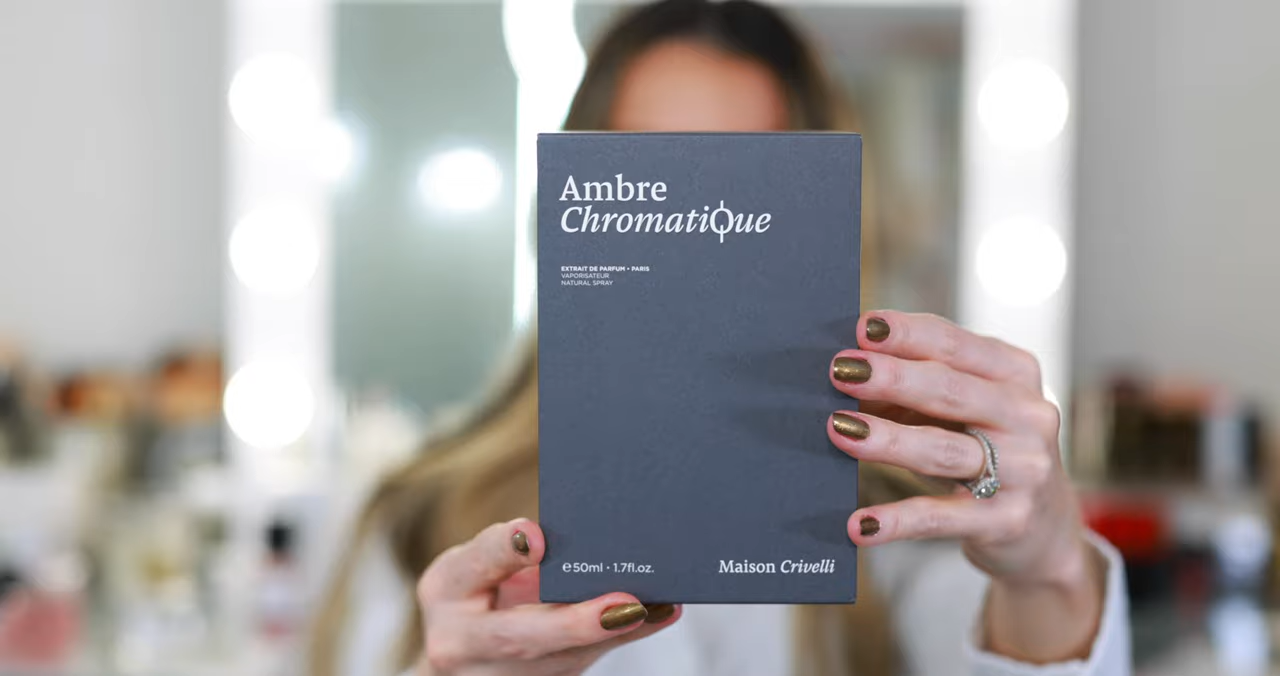 Ambre
ChromatiQue
EXTRAIT DE PARFUM • PARIS
VAPORISATEUR
NATURAL SPRAY
℮50ml · 1.7fl.oz.
Maison Crivelli